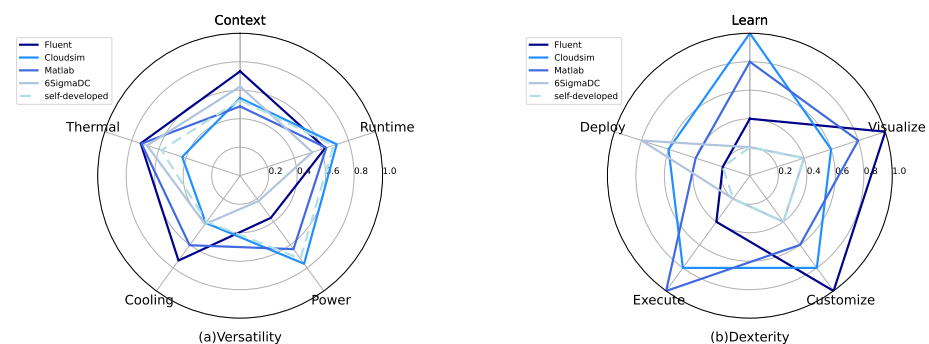 Context
Fluent
Cloudsim
Matlab
6SigmaDC
self-developed
Thermal
Runtime
0.2 0.4 0.6 0.8 1.0
Cooling
Power
(a)Versatility
Learn
Fluent
Cloudsim
Matlab
6SigmaDC
self-developed
Deploy
Visualize
0.2 0.4 0.6 0.8 1.0
Execute
Customize
(b)Dexterity